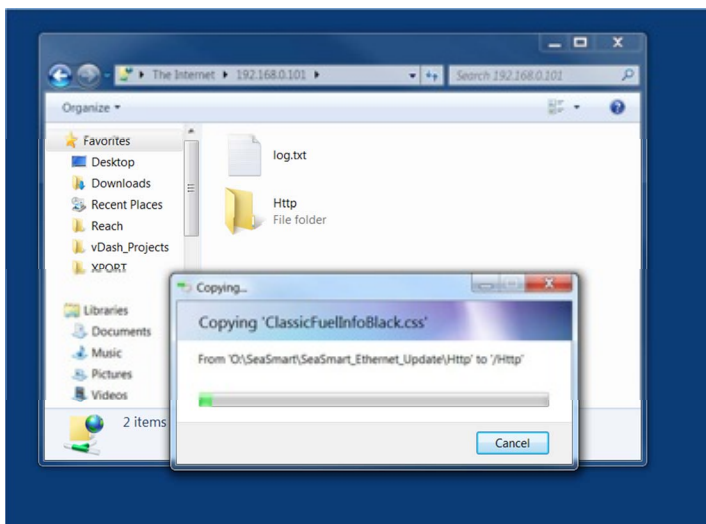 The Internet ▸ 192.168.0.101 ▸
Search 192.168.0.101
Organize
Favorites
Desktop
Downloads
Recent Places
Reach
vDash_Projects
XPORT
Libraries
Documents
Music
Pictures
Videos
log.txt
Http
File folder
2 items
Copying...
Copying 'ClassicFuelInfoBlack.css'
From 'O:\SeaSmart\SeaSmart_Ethernet_Update\Http' to '/Http'
Cancel